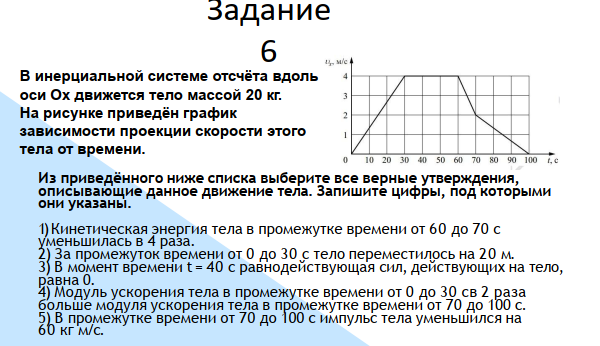 Задание
6
В инерциальной системе отсчёта вдоль
оси Ох движется тело массой 20 кг.
На рисунке приведён график
зависимости проекции скорости этого
тела от времени.
υₓ, м/с
4
3
2
1
0 10 20 30 40 50 60 70 80 90 100 t, с
Из приведённого ниже списка выберите все верные утверждения,
описывающие данное движение тела. Запишите цифры, под которыми
они указаны.
1) Кинетическая энергия тела в промежутке времени от 60 до 70 с
уменьшилась в 4 раза.
2) За промежуток времени от 0 до 30 с тело переместилось на 20 м.
3) В момент времени t = 40 с равнодействующая сил, действующих на тело,
равна 0.
4) Модуль ускорения тела в промежутке времени от 0 до 30 св 2 раза
больше модуля ускорения тела в промежутке времени от 70 до 100 с.
5) В промежутке времени от 70 до 100 с импульс тела уменьшился на
60 кг м/с.